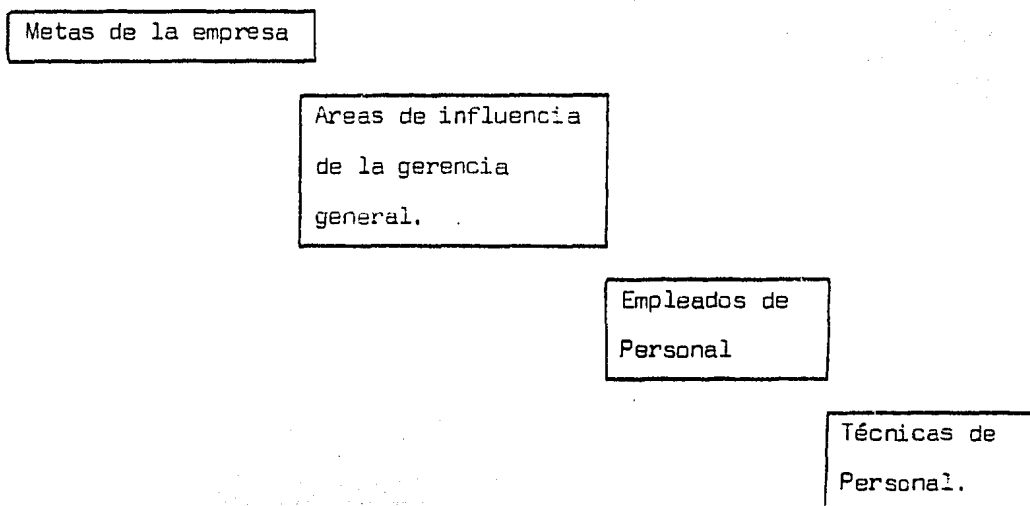 Metas de la empresa
Areas de influencia
de la gerencia
general.
Empleados de
Personal
Técnicas de
Personal.